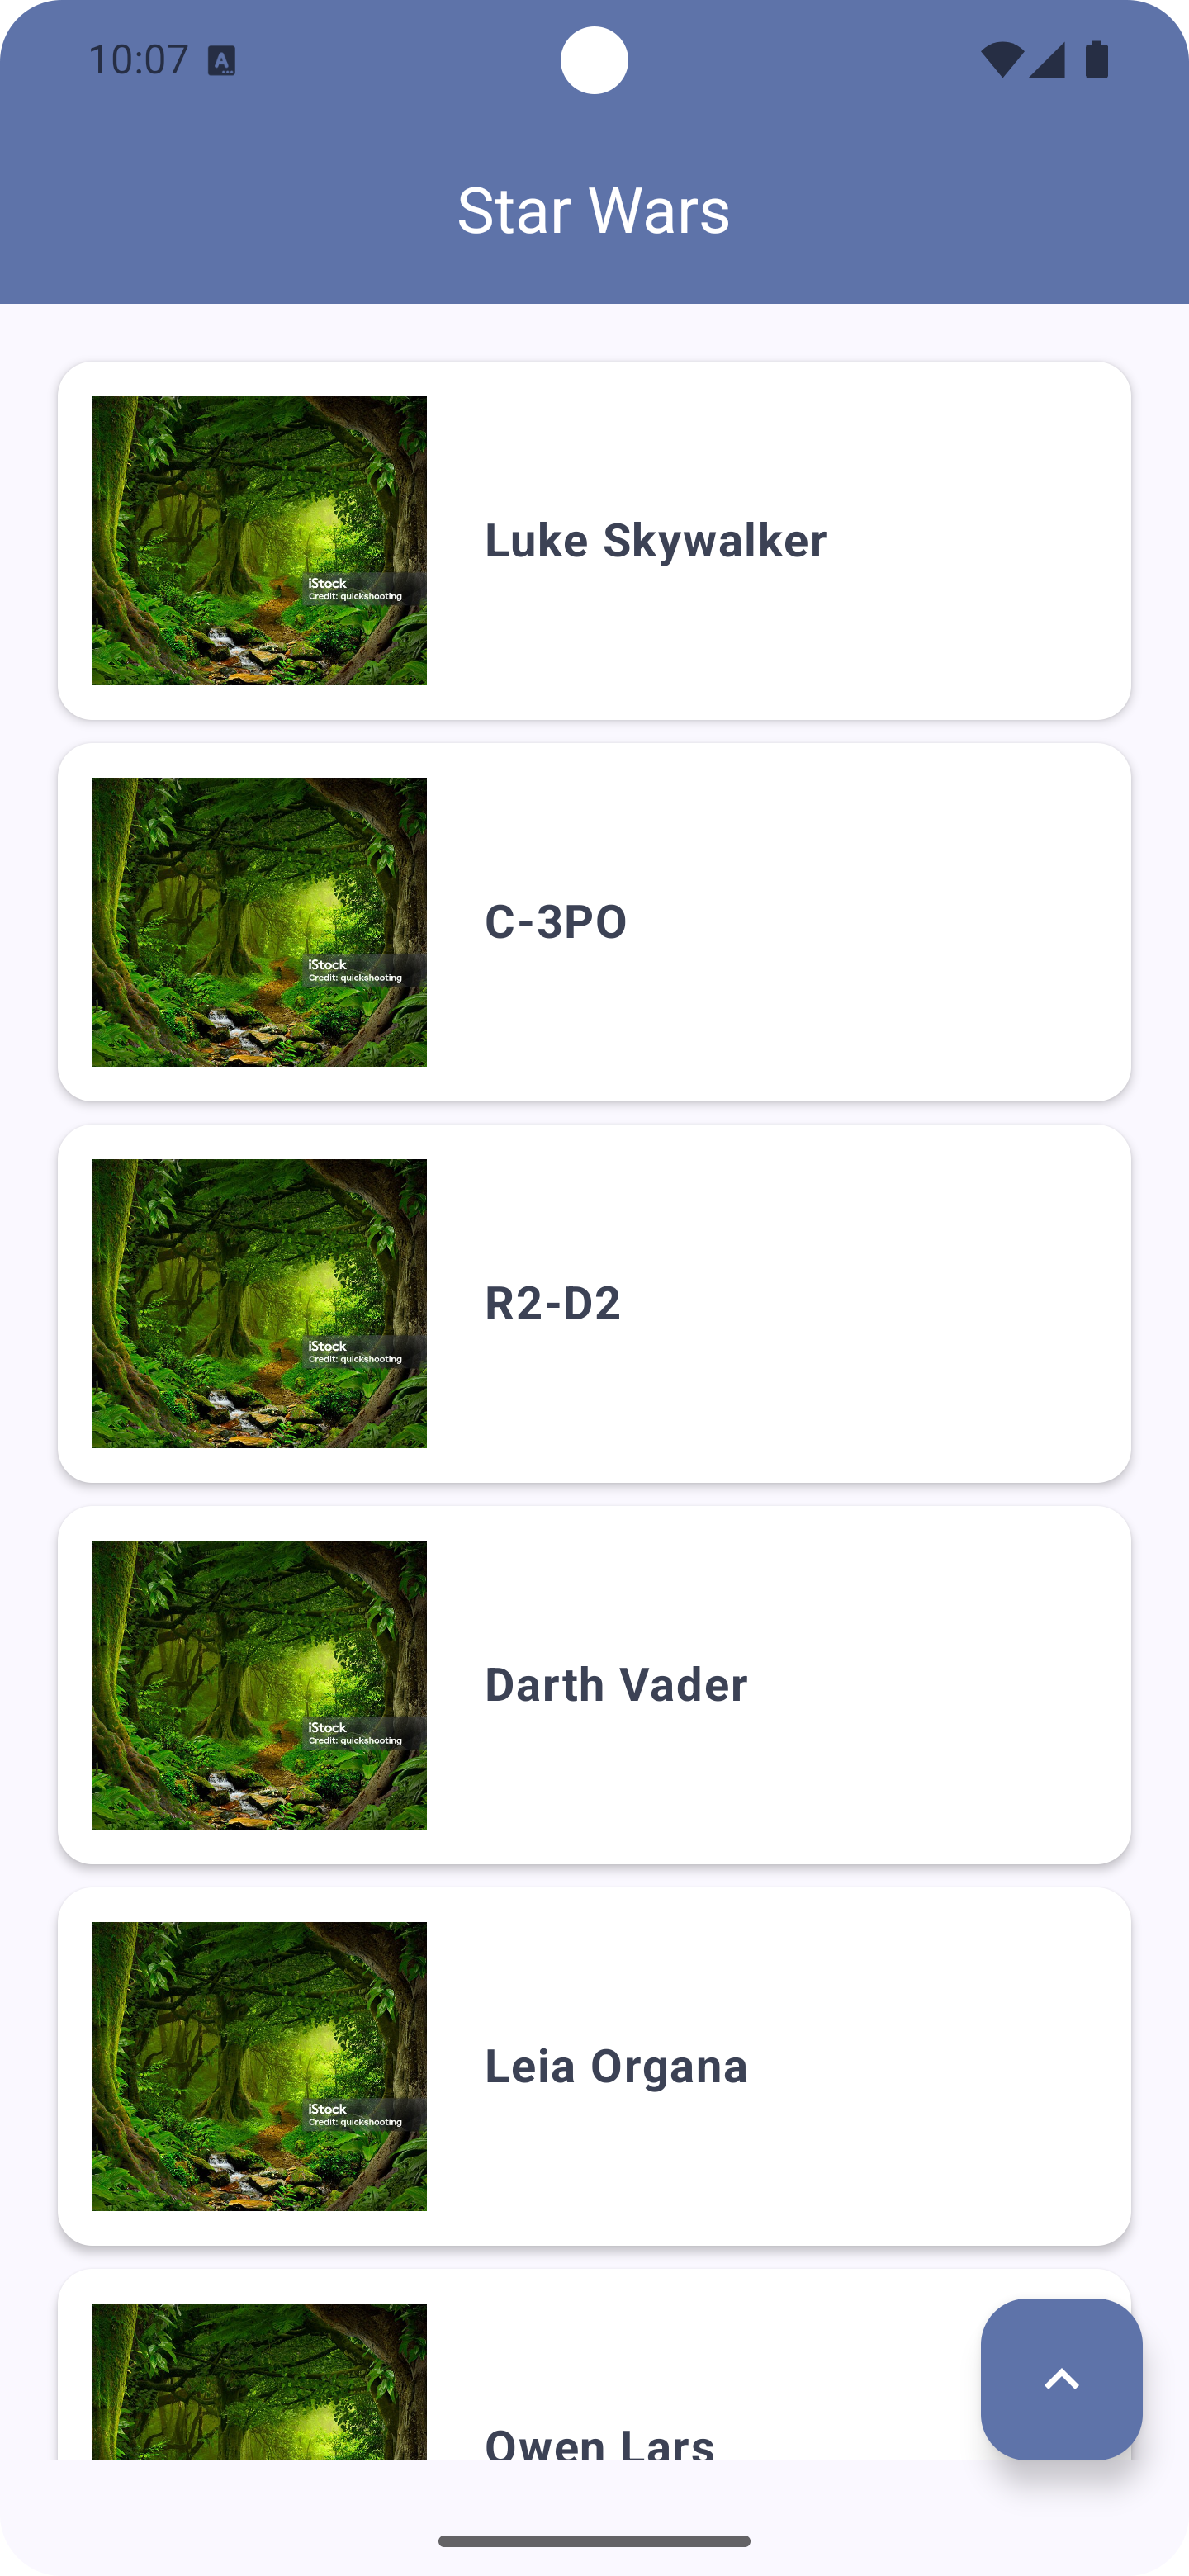 10:07
Star Wars
Luke Skywalker
iStock
Credit: quickshooting
C-3PO
iStock
Credit: quickshooting
R2-D2
iStock
Credit: quickshooting
Darth Vader
iStock
Credit: quickshooting
Leia Organa
iStock
Credit: quickshooting
Owen Lars